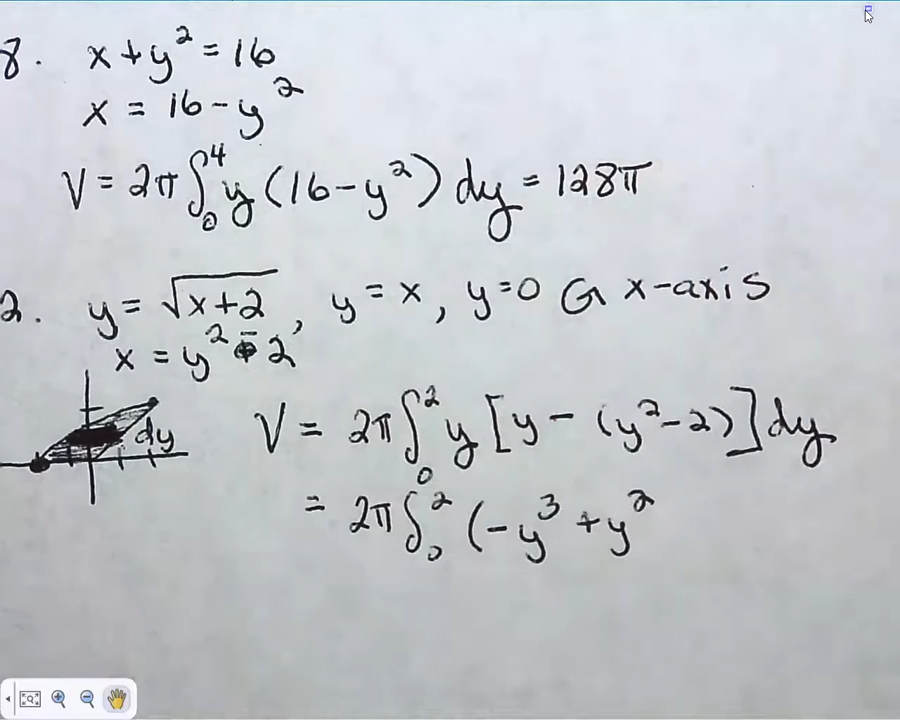 8. x + y² = 16
x = 16 - y²
V = 2π ∫₀⁴ y (16 - y²) dy = 128π
2. y = √(x+2), y = x, y = 0 G x-axis
x = y² - 2
dy
V = 2π ∫₀² y [y - (y² - 2)] dy
= 2π ∫₀² (-y³ + y²